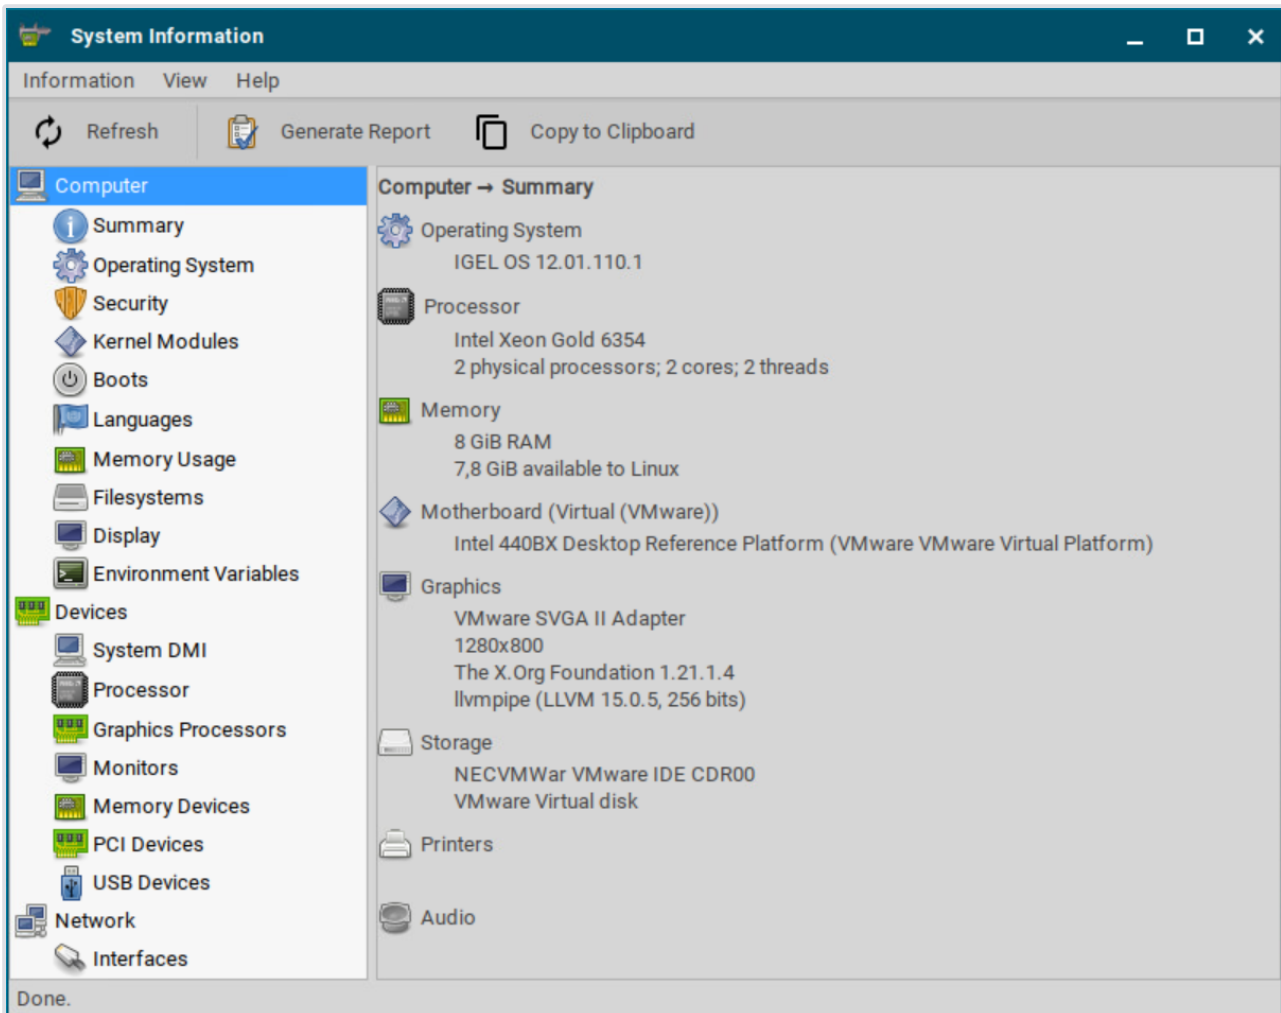 System Information
Information View Help
Refresh Generate Report Copy to Clipboard
Computer
Summary
Operating System
Security
Kernel Modules
Boots
Languages
Memory Usage
Filesystems
Display
Environment Variables
Devices
System DMI
Processor
Graphics Processors
Monitors
Memory Devices
PCI Devices
USB Devices
Network
Interfaces
Computer → Summary
Operating System
IGEL OS 12.01.110.1
Processor
Intel Xeon Gold 6354
2 physical processors; 2 cores; 2 threads
Memory
8 GiB RAM
7,8 GiB available to Linux
Motherboard (Virtual (VMware))
Intel 440BX Desktop Reference Platform (VMware VMware Virtual Platform)
Graphics
VMware SVGA II Adapter
1280x800
The X.Org Foundation 1.21.1.4
llvmpipe (LLVM 15.0.5, 256 bits)
Storage
NECVMWar VMware IDE CDR00
VMware Virtual disk
Printers
Audio
Done.